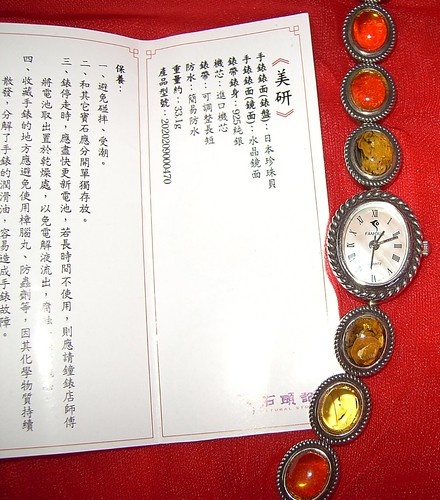 《美研》
手錶錶面(錶盤):日本珍珠貝
手錶錶面鏡面:水晶鏡面
錶帶錶身:925純銀
機芯:進口機芯
錶帶:可調整長短
防水:簡易防水
重量約:33.1g
產品型號:2020209000470
保養:
一、避免碰摔、受潮。
二、和其它寶石應分開單獨存放。
三、錶停走時,應盡快更新電池,若長時間不使用,則應請鐘錶店師傅
將電池取出置於乾燥處,以免電解液流出,腐蝕
四、收藏手錶的地方應避免使用樟腦丸、防蟲劑等,因其化學物質持續
散發,分解了手錶的潤滑油,容易造成手錶故障。
石頭記
FAMO